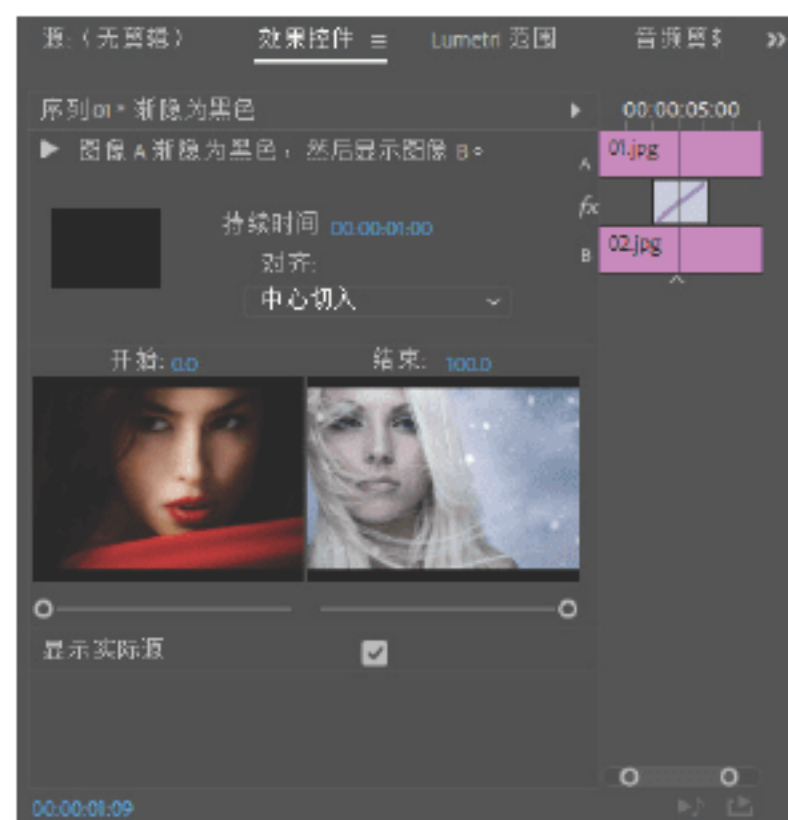 源:（无剪辑） 效果控件 Lumetri 范围 音频剪 »
序列01 * 渐隐为黑色 00:00:05:00
图像 A 渐隐为黑色，然后显示图像 B。
A 01.jpg
fx
持续时间 00:00:01:00
B 02.jpg
对齐:
中心切入
开始: 0.0 结束: 100.0
显示实际源
00:00:01:09